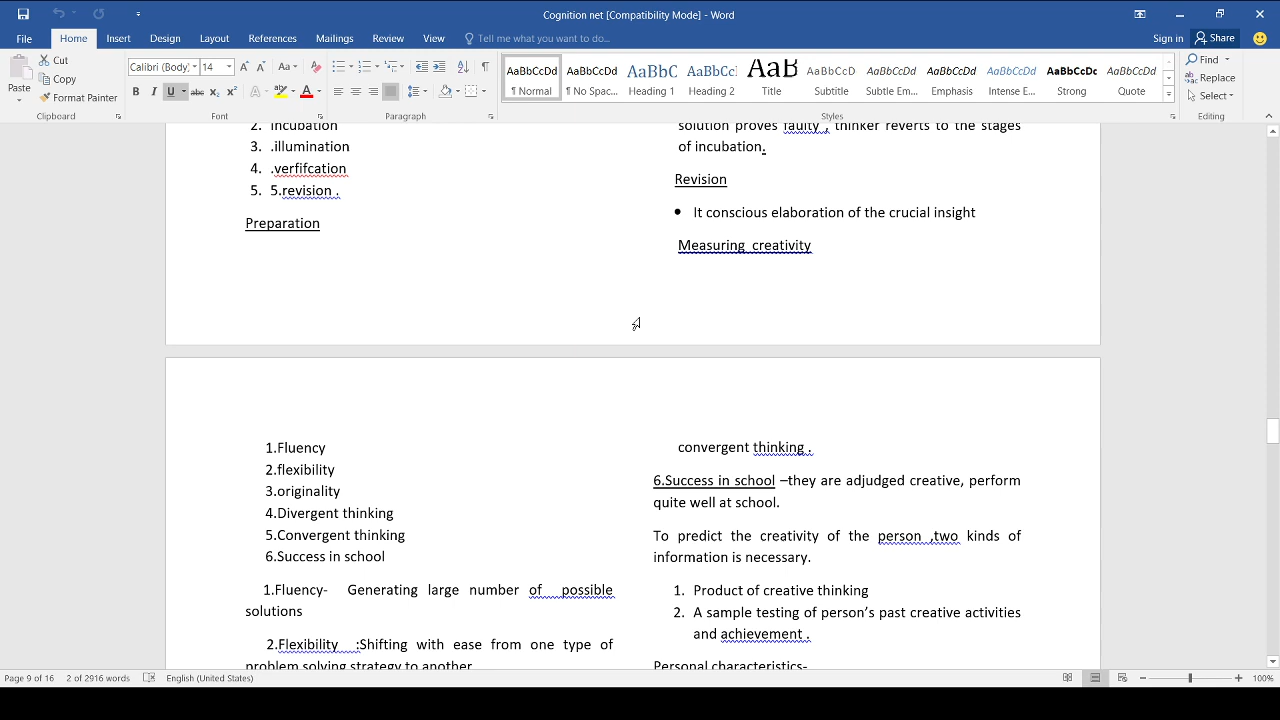 Cognition net [Compatibility Mode] - Word
File Home Insert Design Layout References Mailings Review View Tell me what you want to do... Sign in Share
Paste Cut Copy Format Painter
Calibri (Body) 14 Aa
B I U abc X₂ X² A abc A
AaBbCcDd AaBbCcDd AaBbC AaBbCc AaB AaBbCcD AaBbCcDd AaBbCcDd AaBbCcDd AaBbCcDc AaBbCcDd
¶ Normal ¶ No Spac... Heading 1 Heading 2 Title Subtitle Subtle Em... Emphasis Intense E... Strong Quote
Find Replace Select
Clipboard Font Paragraph Styles Editing
2. Incubation
3. .illumination
4. .verfifcation
5. 5.revision .
Preparation
solution proves faulty , thinker reverts to the stages
of incubation.
Revision
• It conscious elaboration of the crucial insight
Measuring creativity
1.Fluency
2.flexibility
3.originality
4.Divergent thinking
5.Convergent thinking
6.Success in school
1.Fluency- Generating large number of possible
solutions
2.Flexibility :Shifting with ease from one type of
problem solving strategy to another
convergent thinking .
6.Success in school –they are adjudged creative, perform
quite well at school.
To predict the creativity of the person ,two kinds of
information is necessary.
1. Product of creative thinking
2. A sample testing of person's past creative activities
and achievement .
Personal characteristics-
Page 9 of 16 2 of 2916 words English (United States) 100%